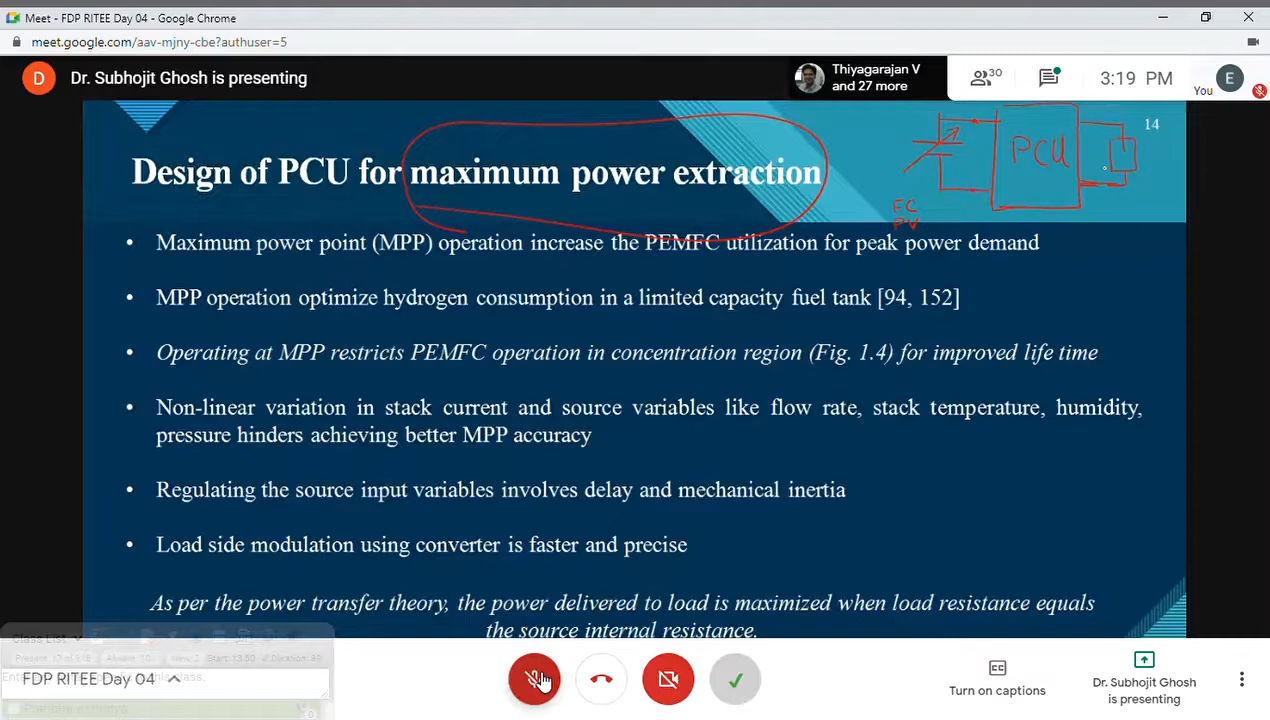 Meet - FDP RITEE Day 04 - Google Chrome
meet.google.com/aav-mjny-cbe?authuser=5
D Dr. Subhojit Ghosh is presenting
Thiyagarajan V
and 27 more
30
3:19 PM
You
E
14
PCU
FC
PV
Design of PCU for maximum power extraction
• Maximum power point (MPP) operation increase the PEMFC utilization for peak power demand
• MPP operation optimize hydrogen consumption in a limited capacity fuel tank [94, 152]
• Operating at MPP restricts PEMFC operation in concentration region (Fig. 1.4) for improved life time
• Non-linear variation in stack current and source variables like flow rate, stack temperature, humidity,
pressure hinders achieving better MPP accuracy
• Regulating the source input variables involves delay and mechanical inertia
• Load side modulation using converter is faster and precise
As per the power transfer theory, the power delivered to load is maximized when load resistance equals
the source internal resistance.
Class List
FDP RITEE Day 04
Turn on captions
Dr. Subhojit Ghosh
is presenting